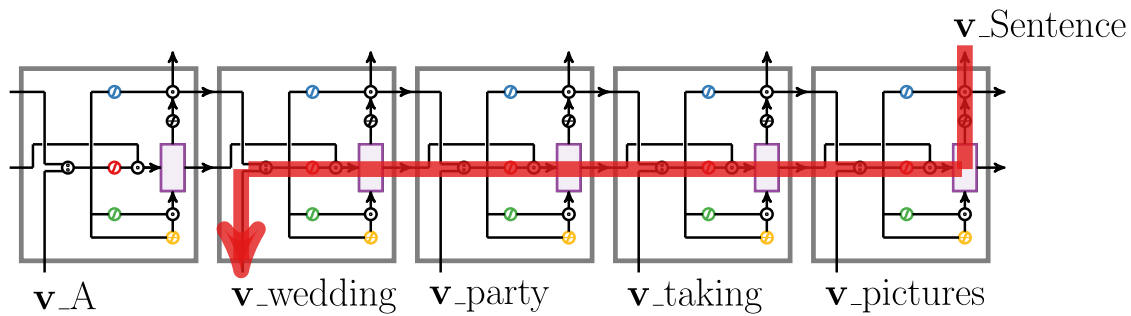 v_Sentence
v_A
v_wedding
v_party
v_taking
v_pictures